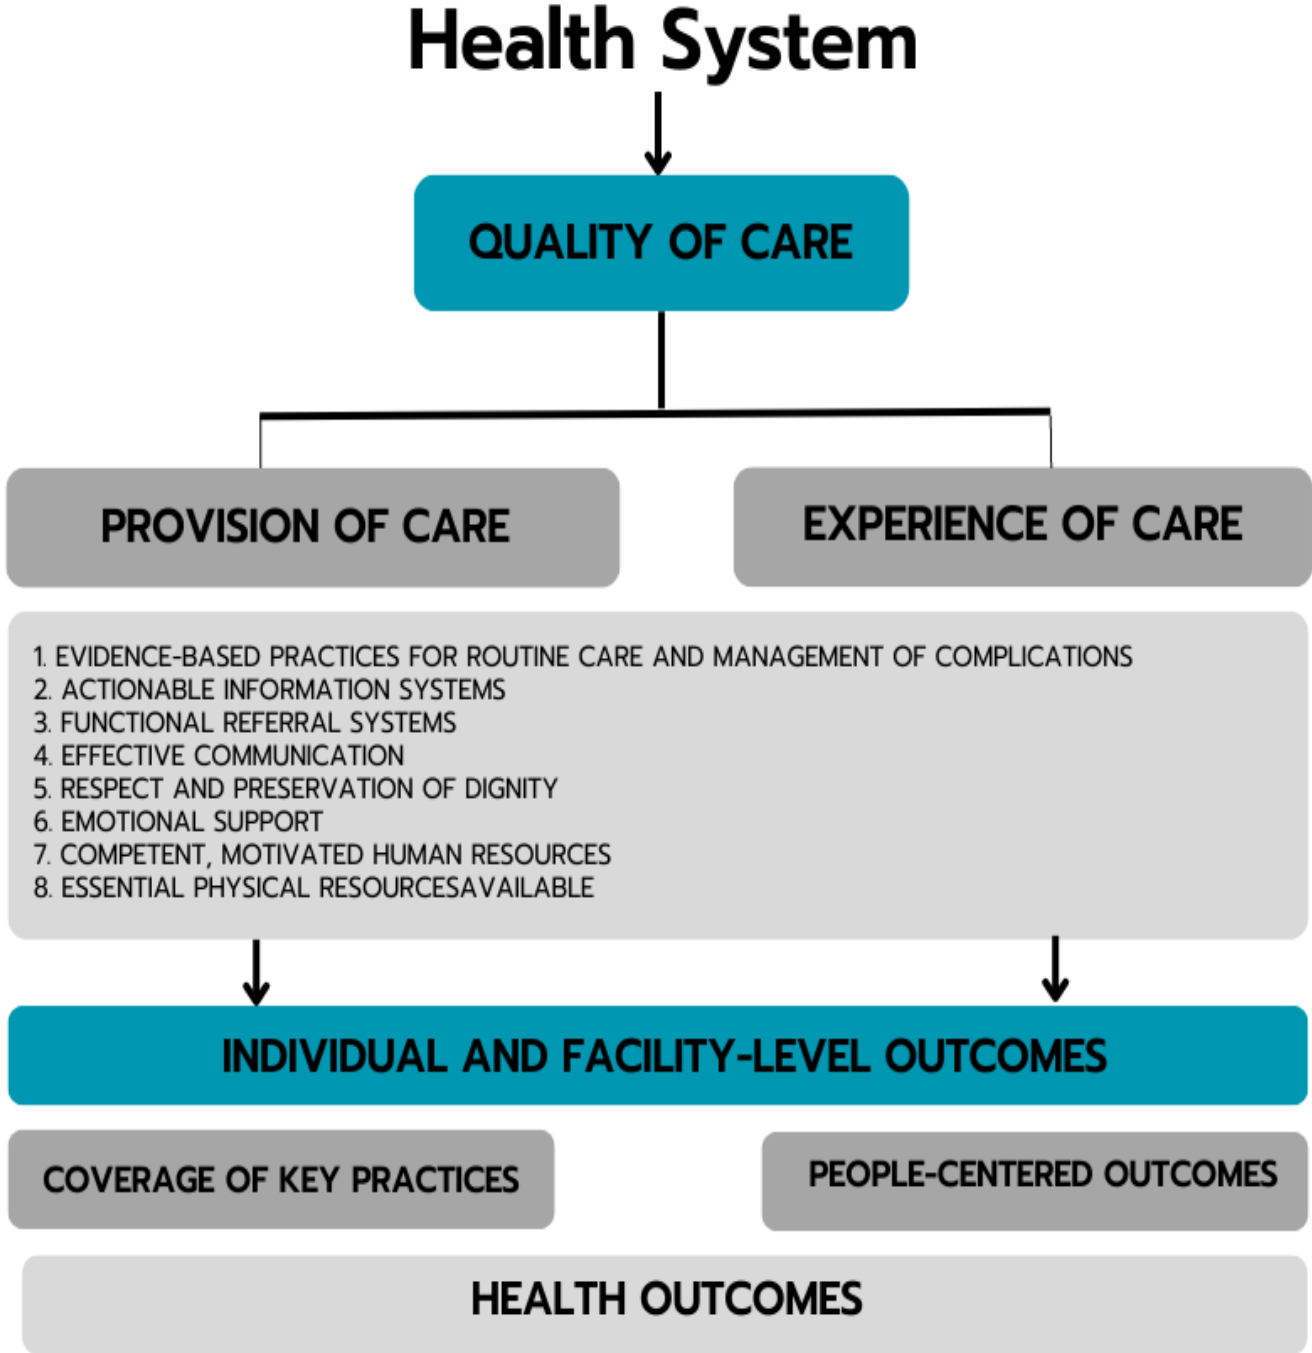 Health System
QUALITY OF CARE
PROVISION OF CARE
EXPERIENCE OF CARE
1. EVIDENCE-BASED PRACTICES FOR ROUTINE CARE AND MANAGEMENT OF COMPLICATIONS
2. ACTIONABLE INFORMATION SYSTEMS
3. FUNCTIONAL REFERRAL SYSTEMS
4. EFFECTIVE COMMUNICATION
5. RESPECT AND PRESERVATION OF DIGNITY
6. EMOTIONAL SUPPORT
7. COMPETENT, MOTIVATED HUMAN RESOURCES
8. ESSENTIAL PHYSICAL RESOURCESAVAILABLE
INDIVIDUAL AND FACILITY-LEVEL OUTCOMES
COVERAGE OF KEY PRACTICES
PEOPLE-CENTERED OUTCOMES
HEALTH OUTCOMES